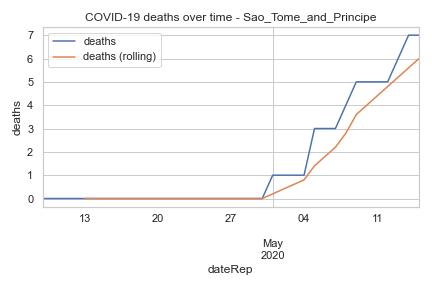 COVID-19 deaths over time - Sao_Tome_and_Principe
deaths
deaths (rolling)
7
6
5
4
3
2
1
0
deaths
13 20 27 04 11
May
2020
dateRep